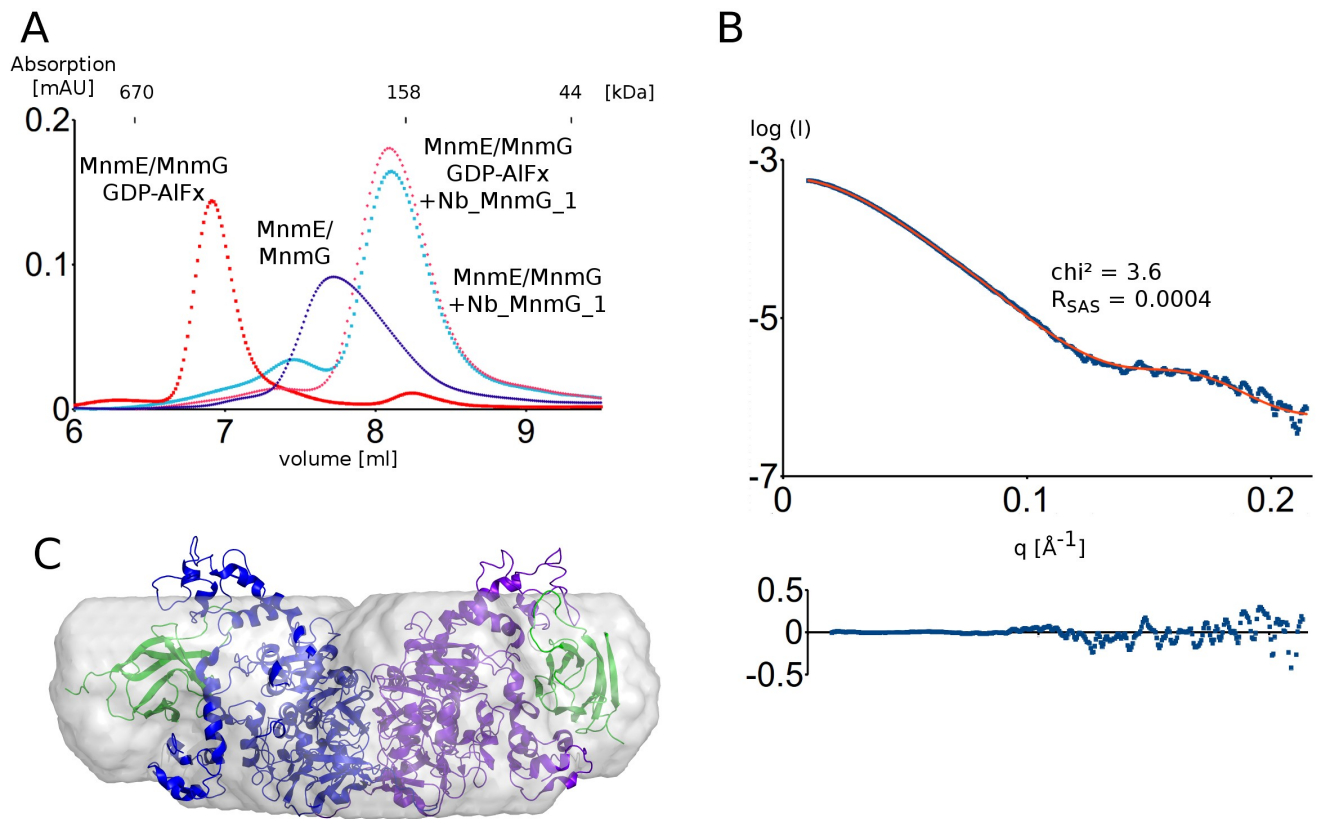 A
Absorption
[mAU]
670
158
44
[kDa]
0.2
MnmE/MnmG
GDP-AlFx
MnmE/
MnmG
MnmE/MnmG
GDP-AlFx
+Nb_MnmG_1
MnmE/MnmG
+Nb_MnmG_1
0.1
0
6
7
8
9
volume [ml]
B
log (I)
-3
chi² = 3.6
R_SAS = 0.0004
-5
-7
0
0.1
0.2
q [Å⁻¹]
0.5
0
-0.5
C